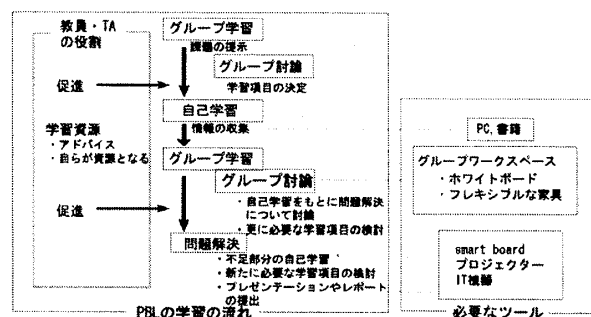 教員・TA
の役割
促進
学習資源
・アドバイス
・自らが資源となる
促進
グループ学習
課題の提示
グループ討論
学習項目の決定
自己学習
情報の収集
グループ学習
グループ討論
・自己学習をもとに問題解決
について討論
・更に必要な学習項目の検討
問題解決
・不足部分の自己学習
・新たに必要な学習項目の検討
・プレゼンテーションやレポート
の提出
PBLの学習の流れ
PC,書籍
グループワークスペース
・ホワイトボード
・フレキシブルな家具
smart board
プロジェクター
IT機器
必要なツール